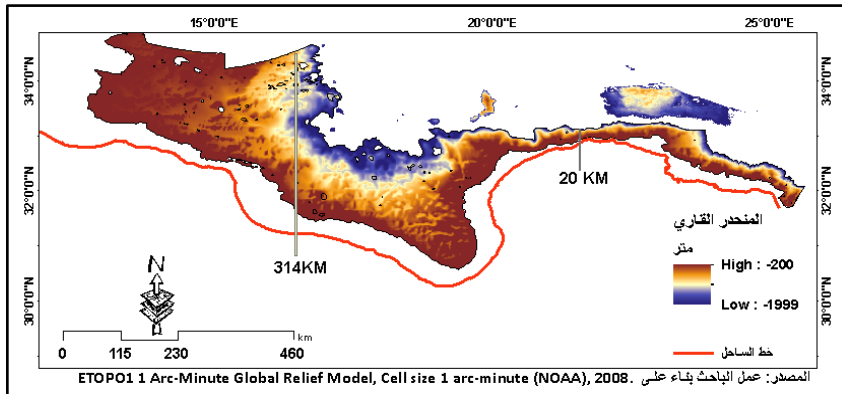 15°0'0"E 20°0'0"E 25°0'0"E
34°0'0"N 34°0'0"N
32°0'0"N 32°0'0"N
30°0'0"N 30°0'0"N
20 KM
314KM
المنحدر القاري
متر
High : -200
Low : -1999
خط الساحل
N
0 115 230 460 km
المصدر: عمل الباحث بناء على ETOPO1 1 Arc-Minute Global Relief Model, Cell size 1 arc-minute (NOAA), 2008.